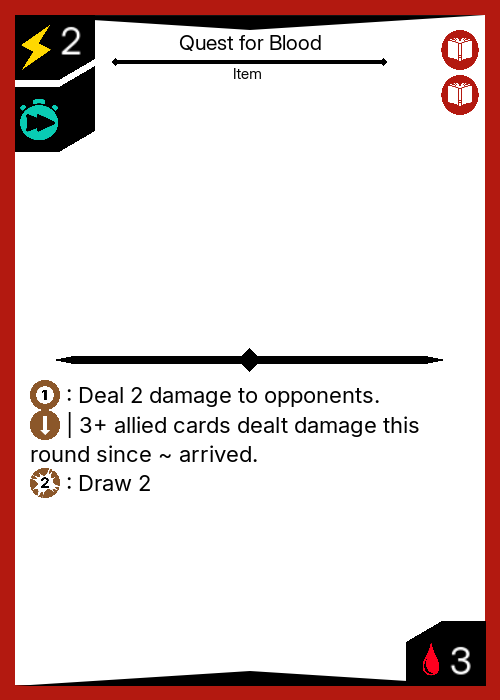 2
Quest for Blood
Item
1 : Deal 2 damage to opponents.
| 3+ allied cards dealt damage this
round since ~ arrived.
2 : Draw 2
3